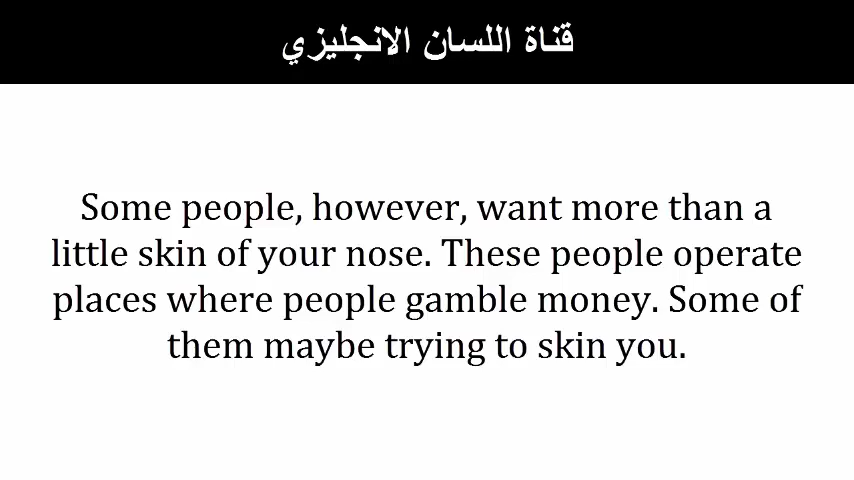 قناة اللسان الانجليزي
Some people, however, want more than a
little skin of your nose. These people operate
places where people gamble money. Some of
them maybe trying to skin you.